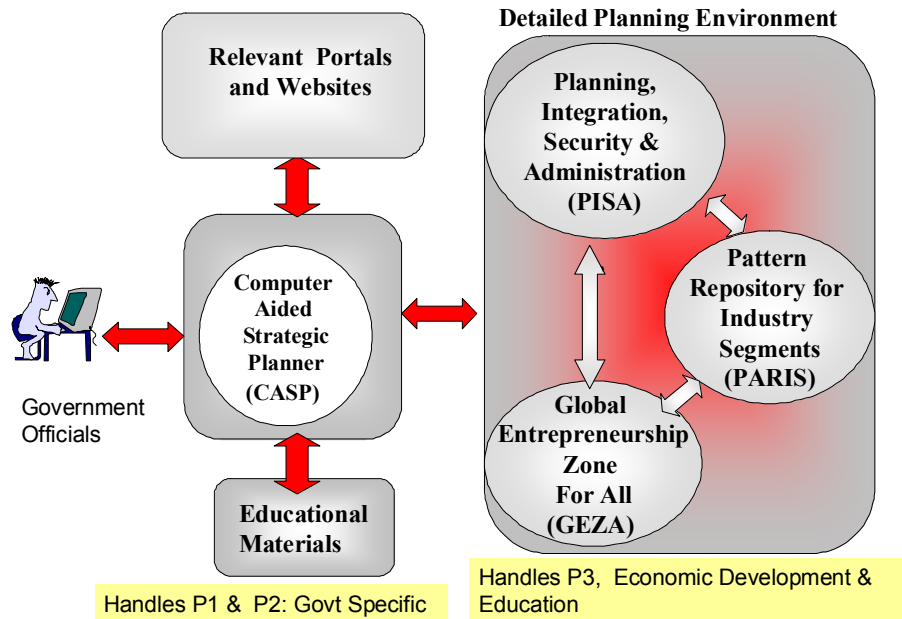 Detailed Planning Environment
Relevant Portals
and Websites
Planning,
Integration,
Security &
Administration
(PISA)
Computer
Aided
Strategic
Planner
(CASP)
Pattern
Repository for
Industry
Segments
(PARIS)
Government
Officials
Global
Entrepreneurship
Zone
For All
(GEZA)
Educational
Materials
Handles P1 & P2: Govt Specific
Handles P3, Economic Development &
Education